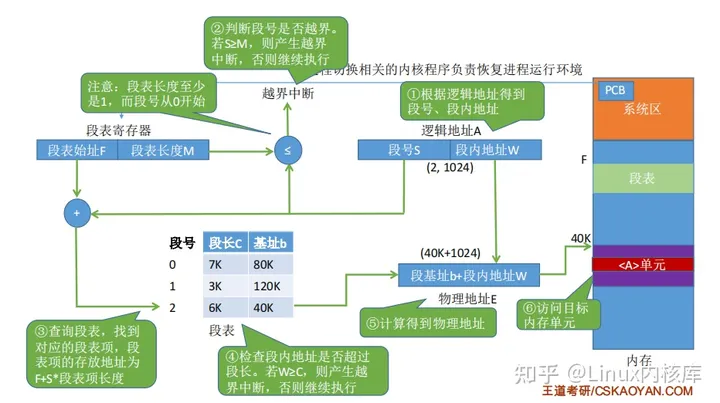 ②判断段号是否越界。
若S≥M，则产生越界
中断，否则继续执行
程切换相关的内核程序负责恢复进程运行环境
注意：段表长度至少
是1，而段号从0开始
越界中断
①根据逻辑地址得到
段号、段内地址
PCB
系统区
段表寄存器
逻辑地址A
段表始址F 段表长度M
≤
段号S 段内地址W
(2, 1024)
F
段表
+
段号 段长C 基址b
0 7K 80K
1 3K 120K
2 6K 40K
段表
40K
(40K+1024)
段基址b+段内地址W
物理地址E
<A>单元
③查询段表，找到
对应的段表项，段
表项的存放地址为
F+S*段表项长度
④检查段内地址是否超过
段长。若W≥C，则产生越
界中断，否则继续执行
⑤计算得到物理地址
⑥访问目标
内存单元
内存
知乎 @Linux内核库
王道考研/CSKAOYAN.COM